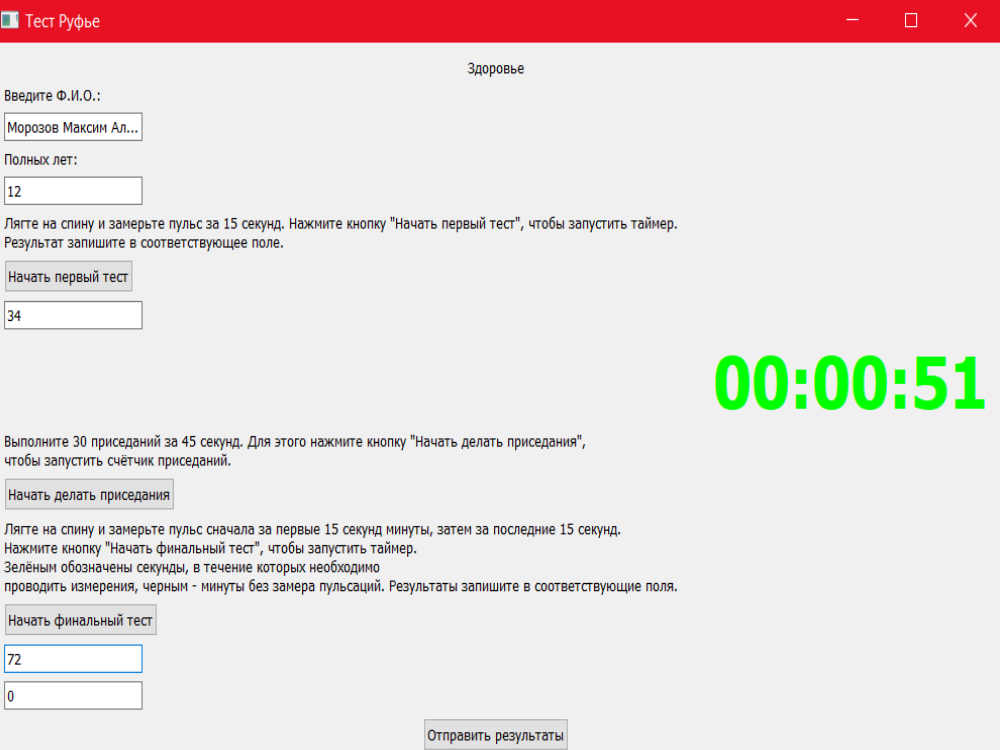 Тест Руфье
Здоровье
Введите Ф.И.О.:
Морозов Максим Ал...
Полных лет:
12
Лягте на спину и замерьте пульс за 15 секунд. Нажмите кнопку "Начать первый тест", чтобы запустить таймер.
Результат запишите в соответствующее поле.
Начать первый тест
34
00:00:51
Выполните 30 приседаний за 45 секунд. Для этого нажмите кнопку "Начать делать приседания",
чтобы запустить счётчик приседаний.
Начать делать приседания
Лягте на спину и замерьте пульс сначала за первые 15 секунд минуты, затем за последние 15 секунд.
Нажмите кнопку "Начать финальный тест", чтобы запустить таймер.
Зелёным обозначены секунды, в течение которых необходимо
проводить измерения, черным - минуты без замера пульсаций. Результаты запишите в соответствующие поля.
Начать финальный тест
72
0
Отправить результаты